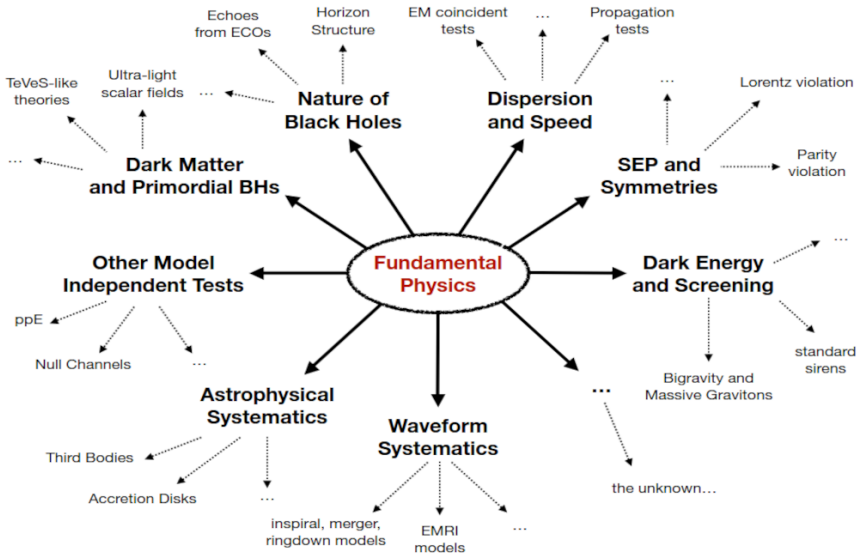 Echoes
from ECOs
Horizon
Structure
EM coincident
tests
…
Propagation
tests
TeVeS-like
theories
Ultra-light
scalar fields
…
Nature of
Black Holes
Dispersion
and Speed
…
Lorentz violation
…
Dark Matter
and Primordial BHs
SEP and
Symmetries
Parity
violation
Other Model
Independent Tests
Fundamental
Physics
Dark Energy
and Screening
…
ppE
Null Channels
…
standard
sirens
Bigravity and
Massive Gravitons
Astrophysical
Systematics
Waveform
Systematics
…
Third Bodies
Accretion Disks
…
inspiral, merger,
ringdown models
EMRI
models
…
the unknown…